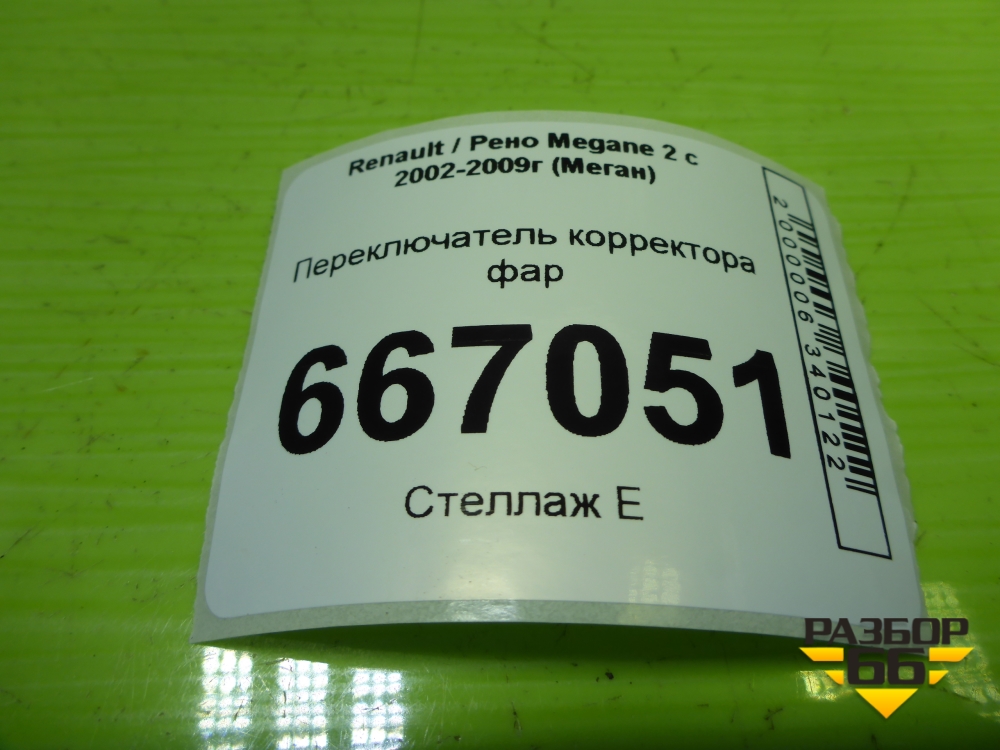 Renault / Рено Megane 2 с
2002-2009г (Меган)
Переключатель корректора
фар
667051
Стеллаж Е
2000006340122
РАЗБОР
66